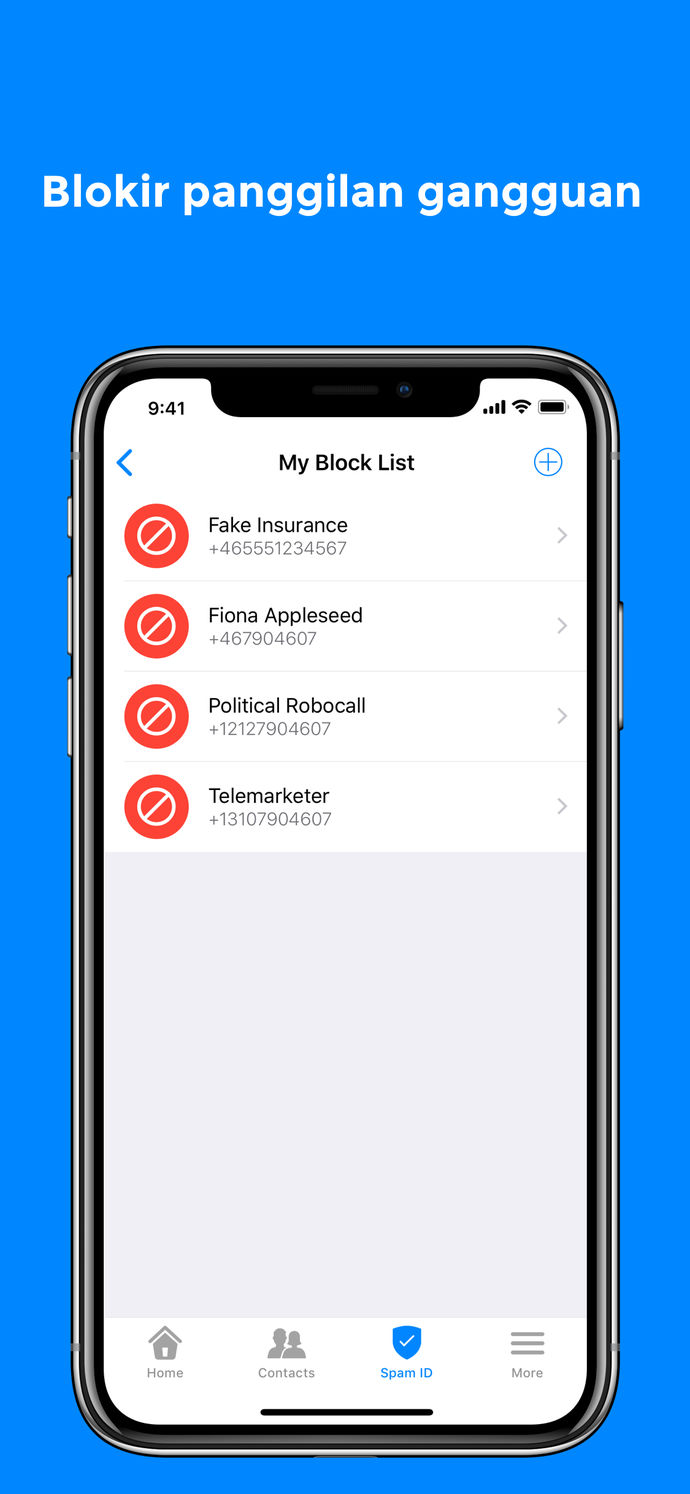 Blokir panggilan gangguan
9:41
My Block List
Fake Insurance
+465551234567
Fiona Appleseed
+467904607
Political Robocall
+12127904607
Telemarketer
+13107904607
Home Contacts Spam ID More